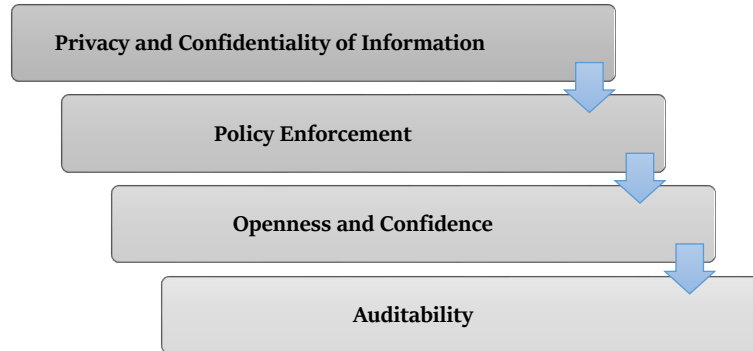 Privacy and Confidentiality of Information
Policy Enforcement
Openness and Confidence
Auditability